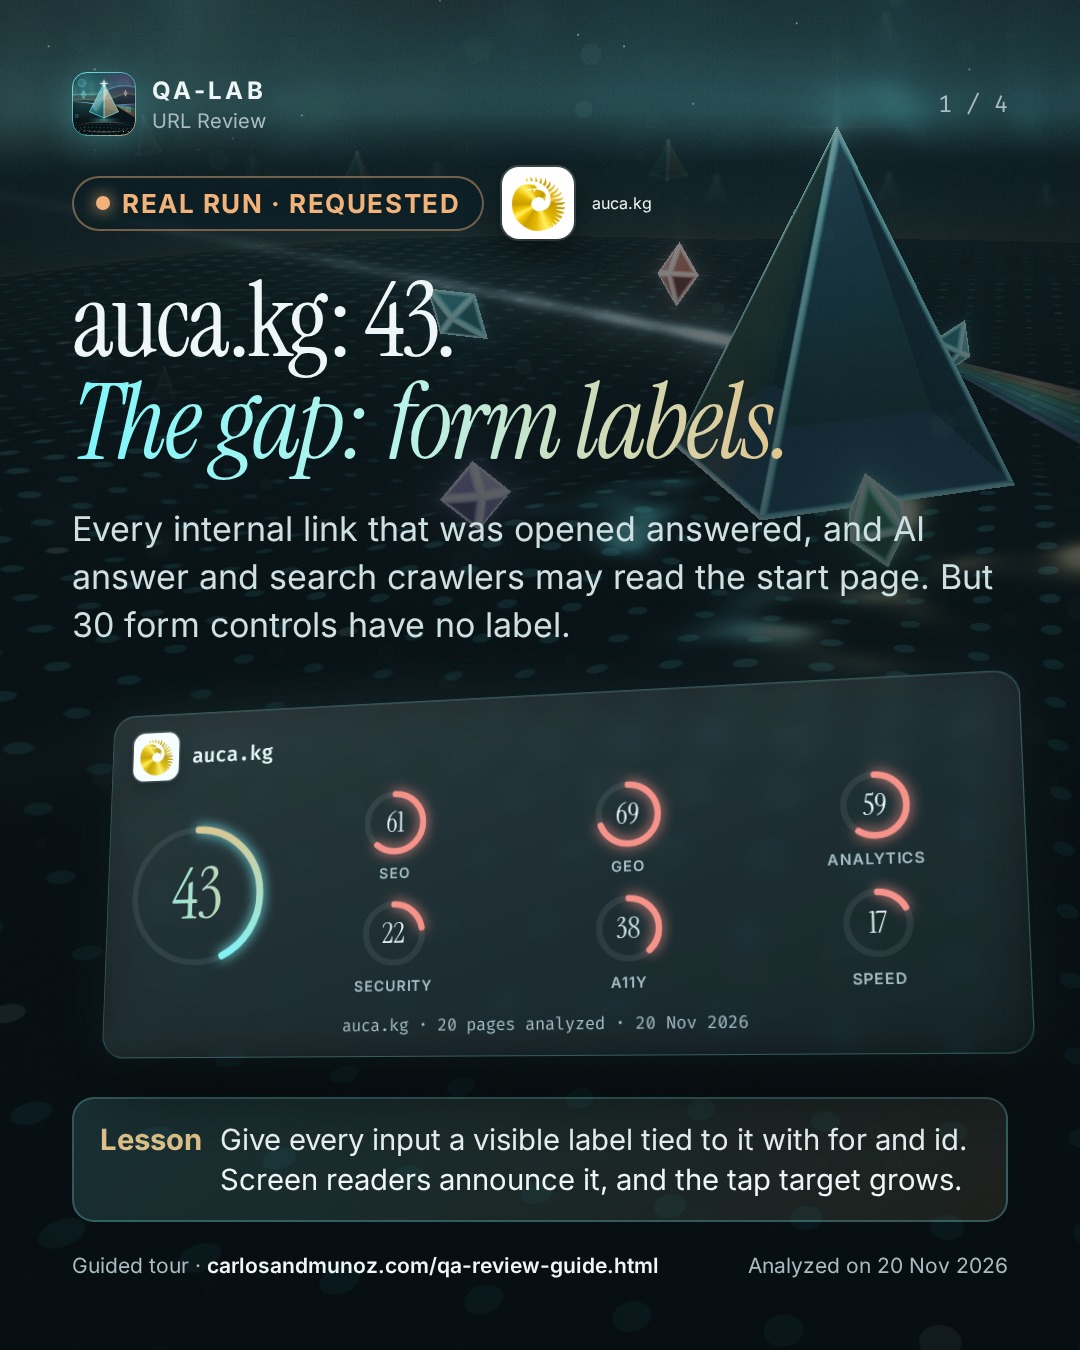 QA-LAB
URL Review
1 / 4
REAL RUN · REQUESTED
auca.kg
auca.kg: 43.
The gap: form labels.
Every internal link that was opened answered, and AI
answer and search crawlers may read the start page. But
30 form controls have no label.
auca.kg
43
61
SEO
69
GEO
59
ANALYTICS
22
SECURITY
38
A11Y
17
SPEED
auca.kg · 20 pages analyzed · 20 Nov 2026
Lesson Give every input a visible label tied to it with for and id.
Screen readers announce it, and the tap target grows.
Guided tour · carlosandmunoz.com/qa-review-guide.html
Analyzed on 20 Nov 2026